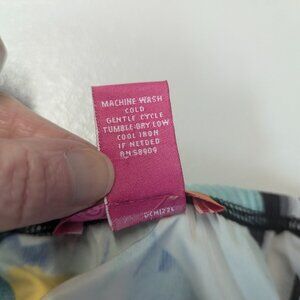 MACHINE WASH
COLD
GENTLE CYCLE
TUMBLE-DRY LOW
COOL IRON
IF NEEDED
RN58909